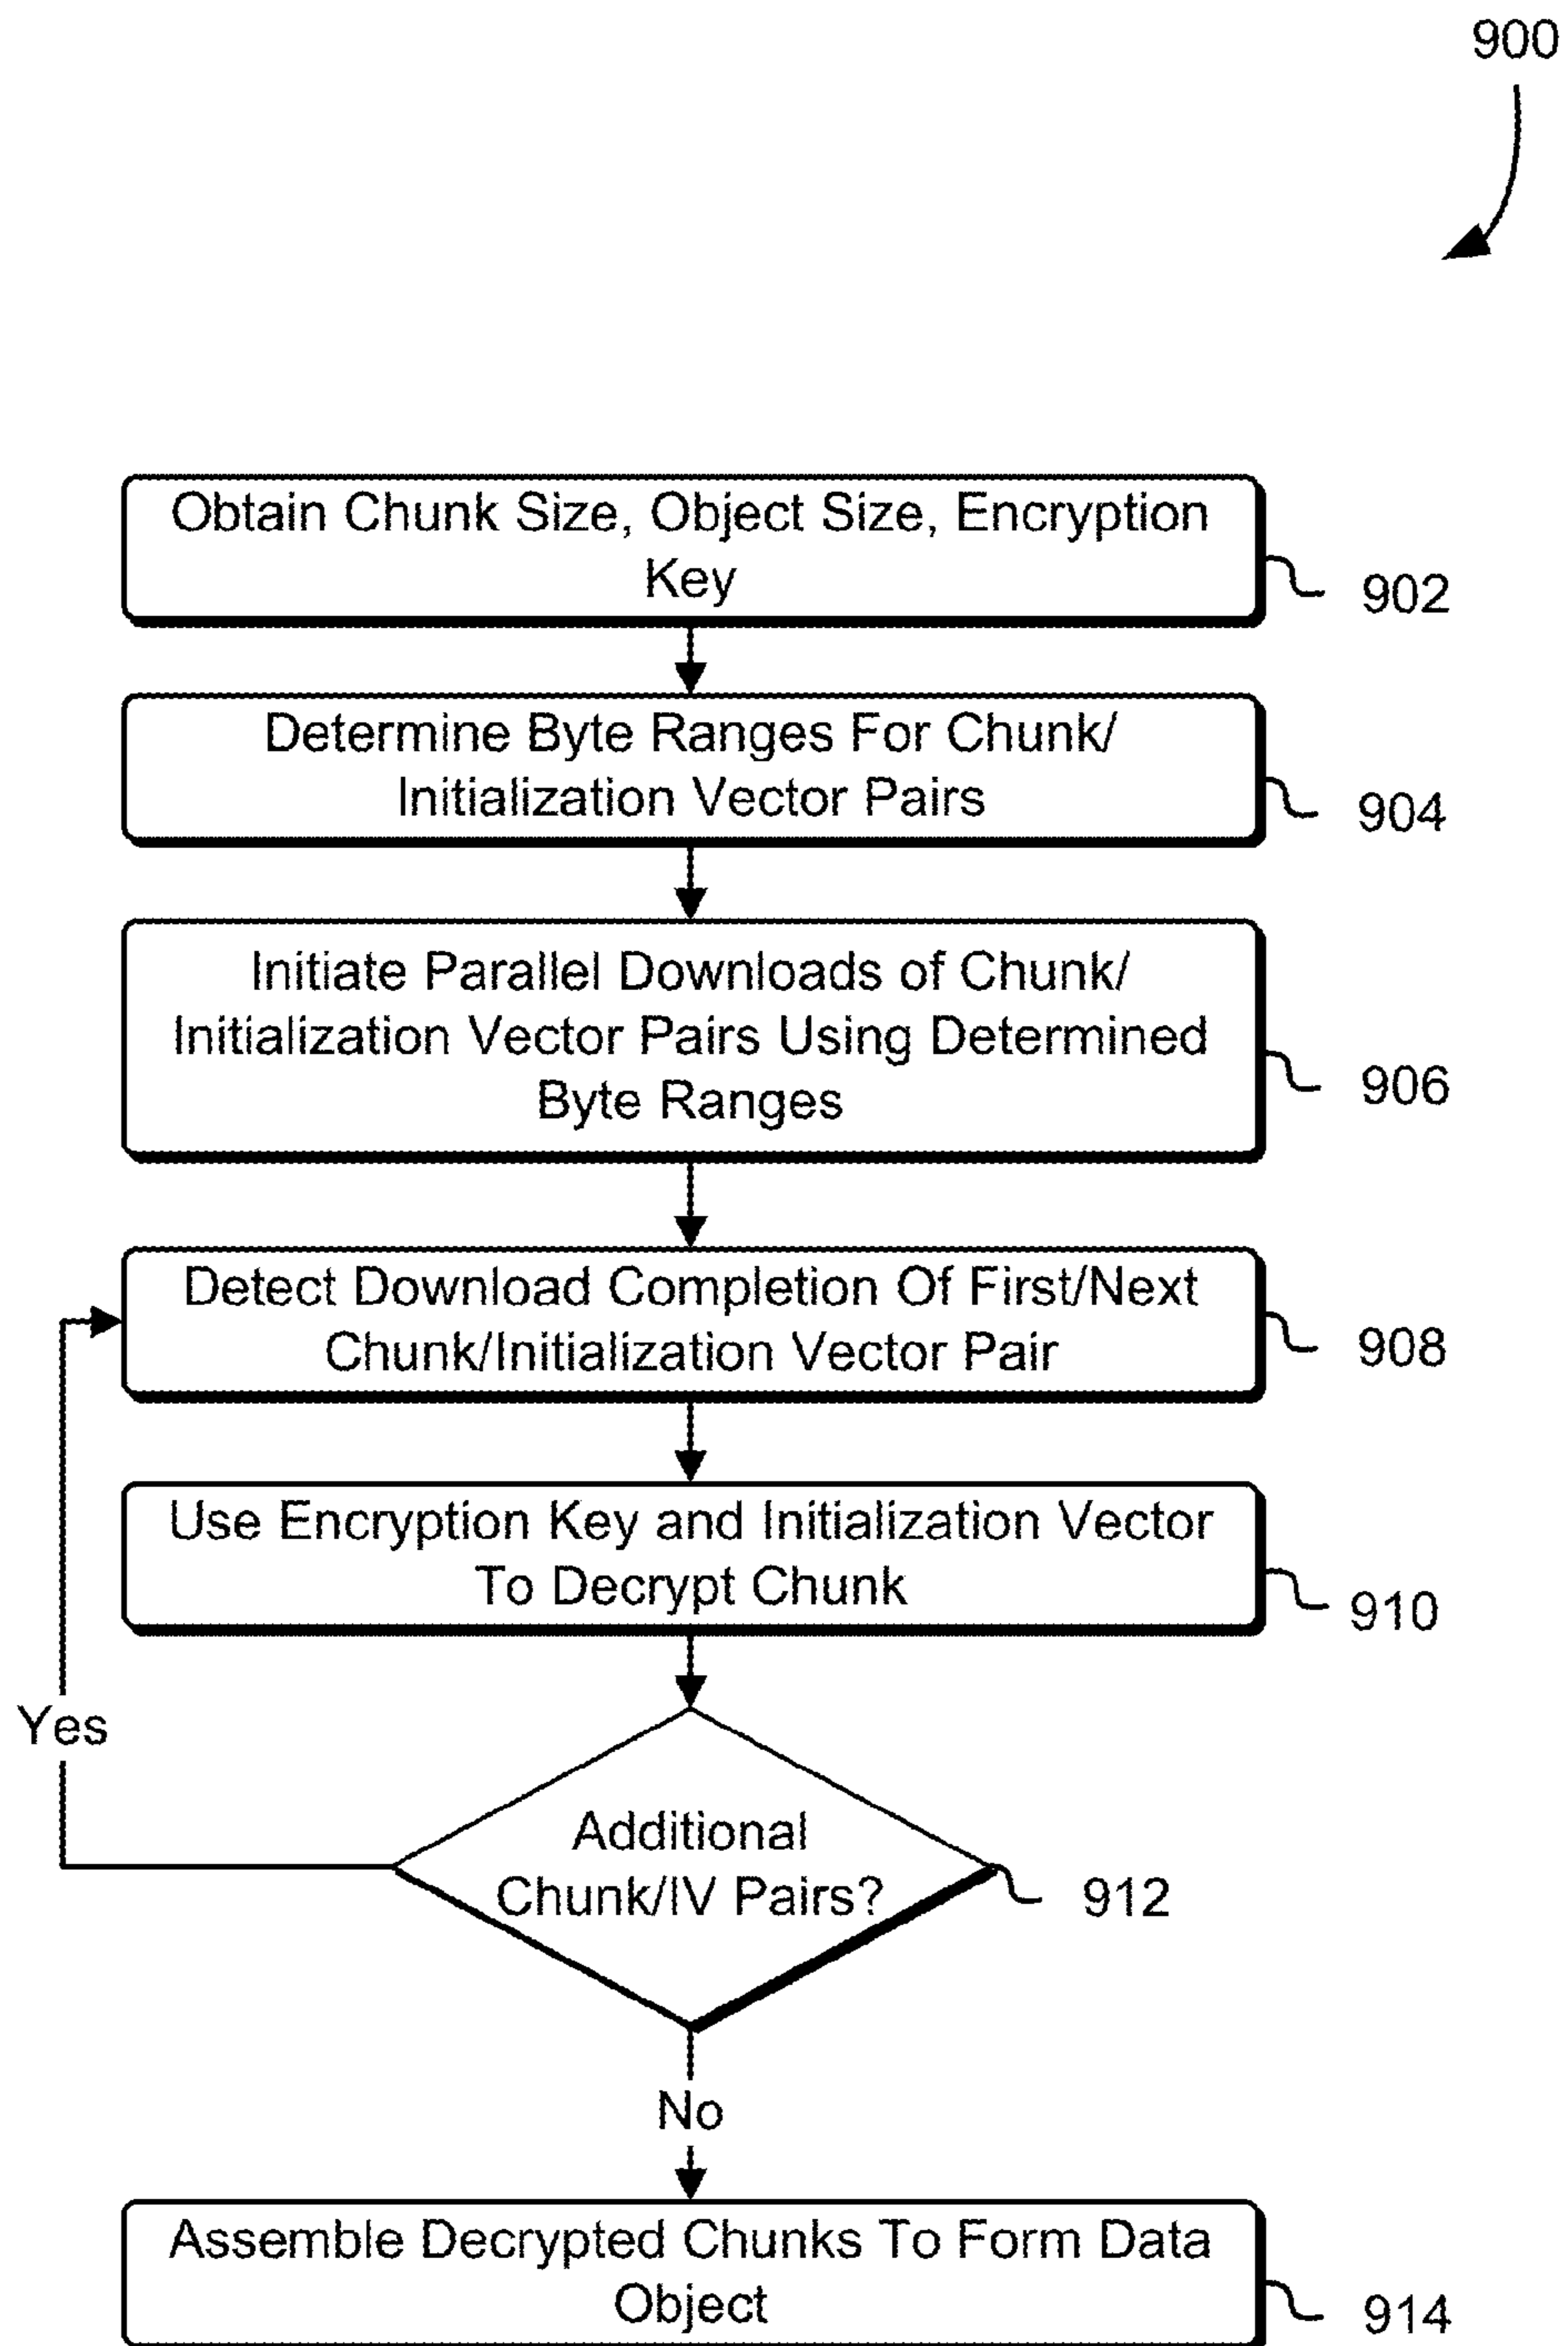 900
Obtain Chunk Size, Object Size, Encryption
Key
902
Determine Byte Ranges For Chunk/
Initialization Vector Pairs
904
Initiate Parallel Downloads of Chunk/
Initialization Vector Pairs Using Determined
Byte Ranges
906
Detect Download Completion Of First/Next
Chunk/Initialization Vector Pair
908
Use Encryption Key and Initialization Vector
To Decrypt Chunk
910
Yes
Additional
Chunk/IV Pairs?
912
No
Assemble Decrypted Chunks To Form Data
Object
914